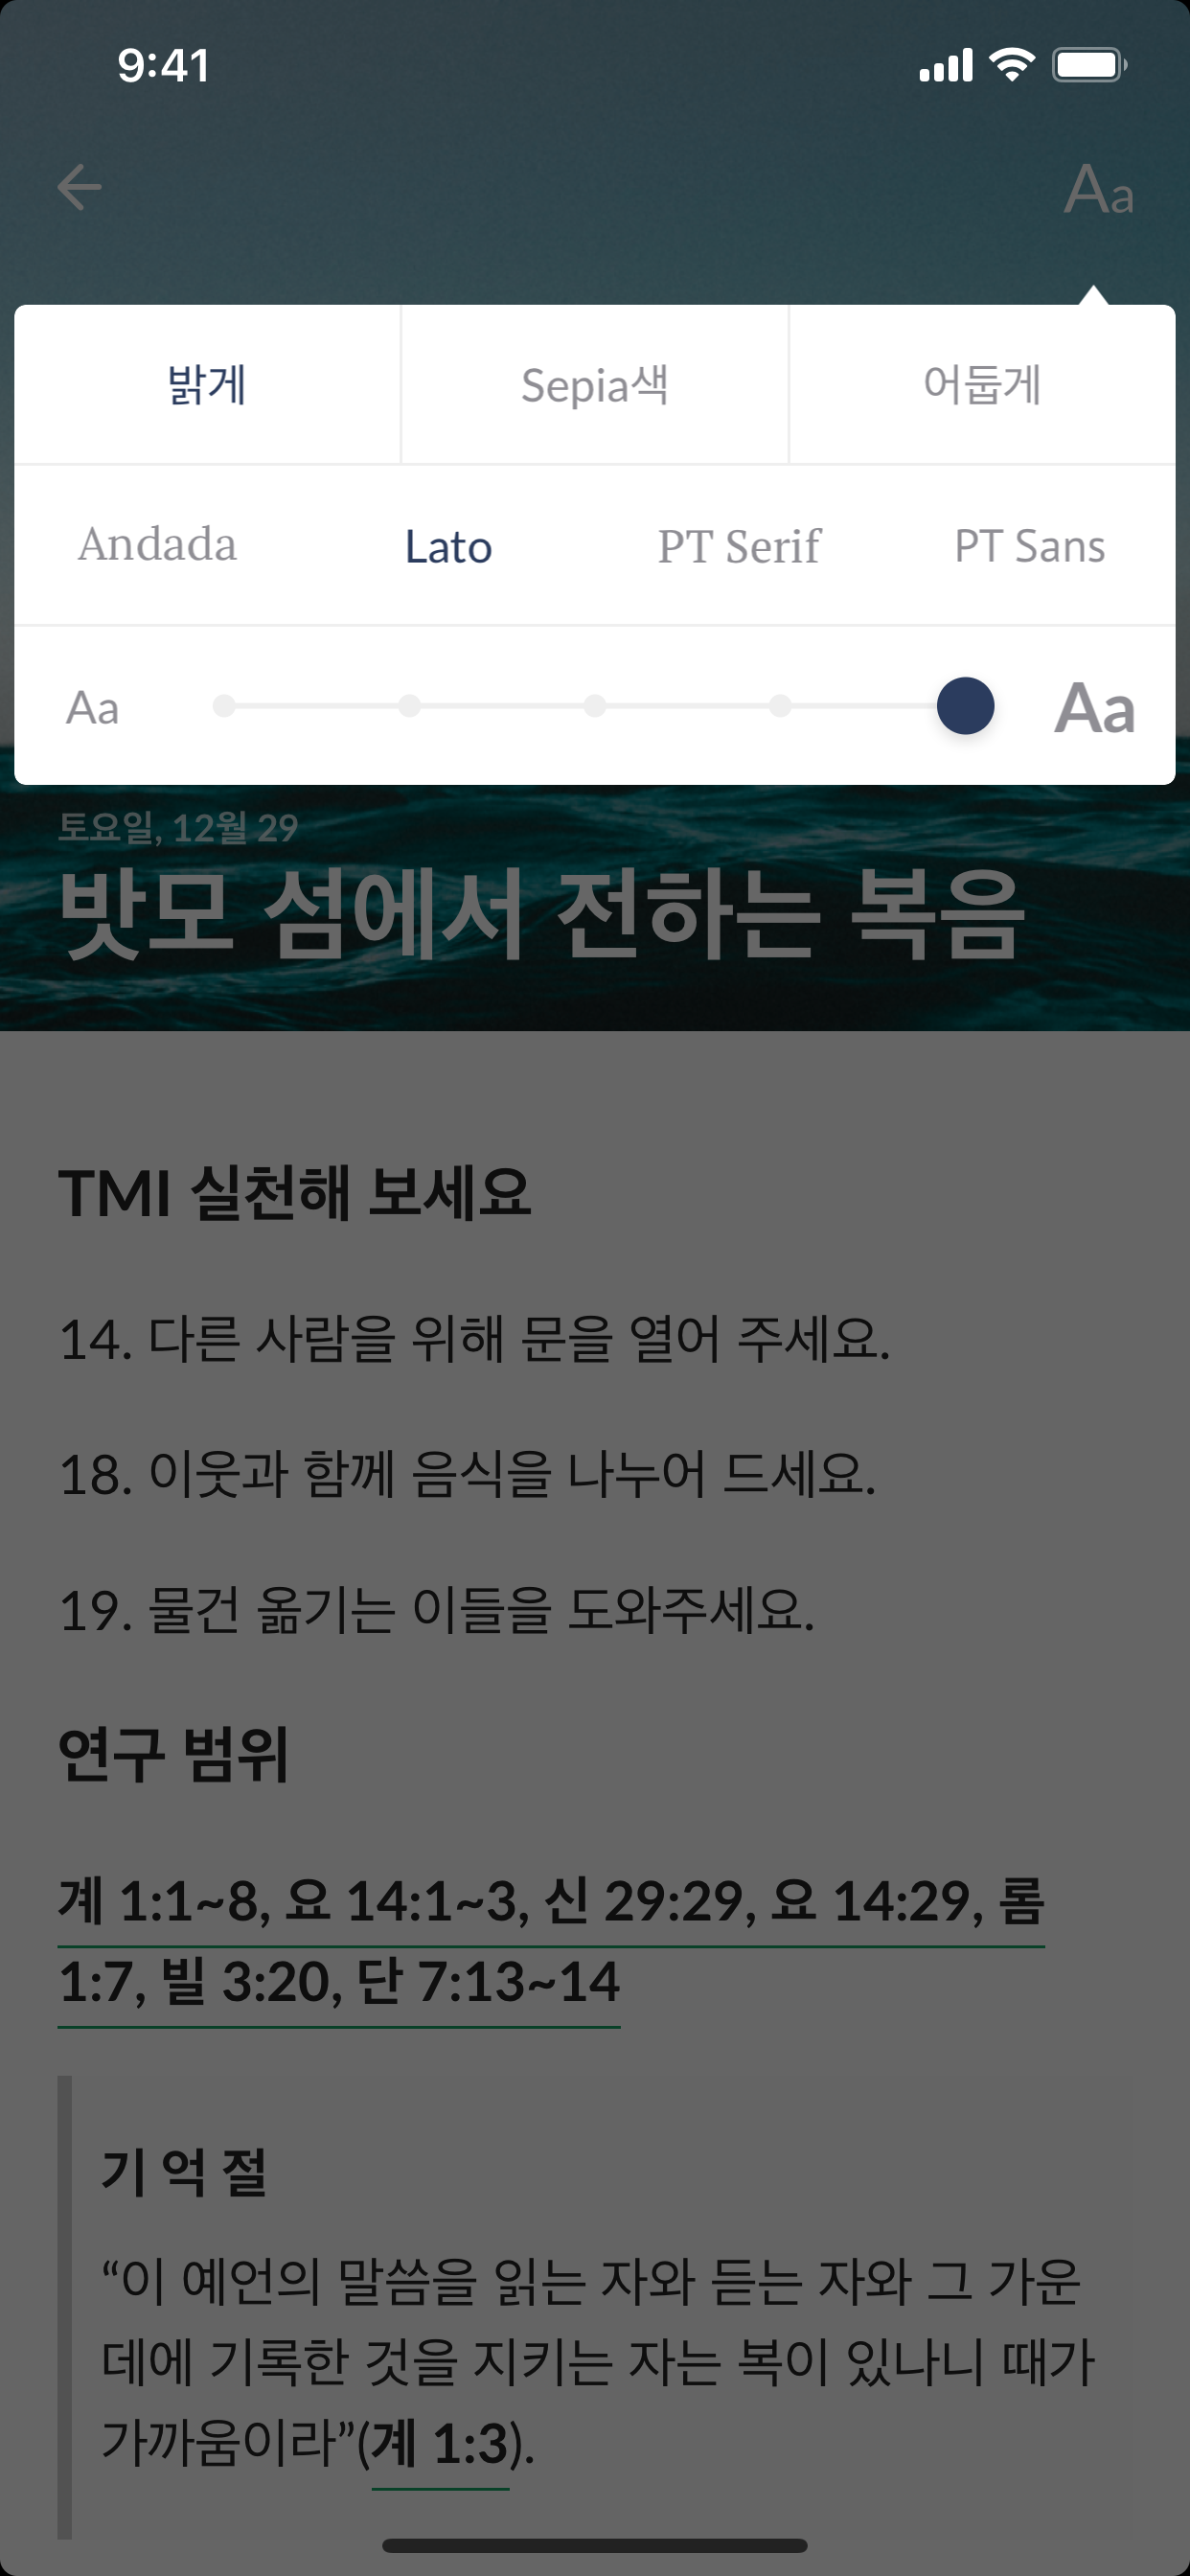 9:41
Aa
밝게 Sepia색 어둡게
Andada Lato PT Serif PT Sans
Aa Aa
토요일, 12월 29
밧모 섬에서 전하는 복음
TMI 실천해 보세요
14. 다른 사람을 위해 문을 열어 주세요.
18. 이웃과 함께 음식을 나누어 드세요.
19. 물건 옮기는 이들을 도와주세요.
연구 범위
계 1:1~8, 요 14:1~3, 신 29:29, 요 14:29, 롬
1:7, 빌 3:20, 단 7:13~14
기 억 절
“이 예언의 말씀을 읽는 자와 듣는 자와 그 가운
데에 기록한 것을 지키는 자는 복이 있나니 때가
가까움이라”(계 1:3).